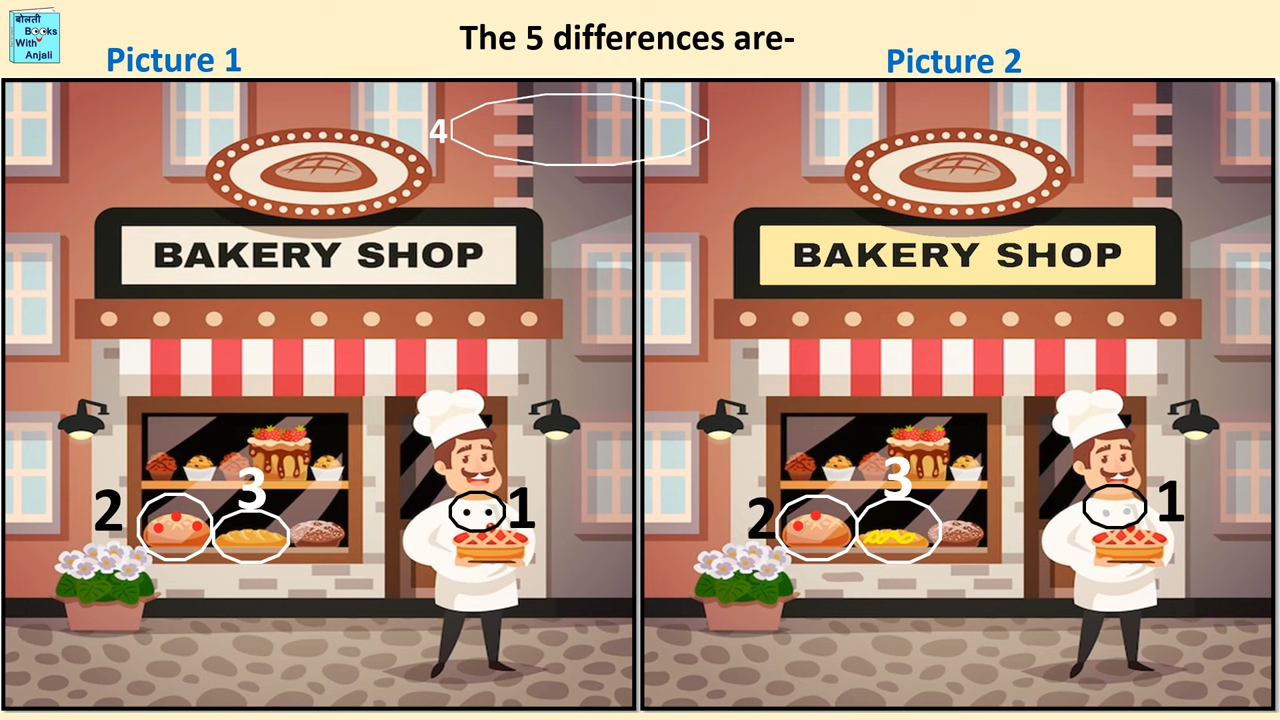 बोलती
Books
With
Anjali
The 5 differences are-
Picture 1
Picture 2
4
BAKERY SHOP
BAKERY SHOP
2
3
1
2
3
1